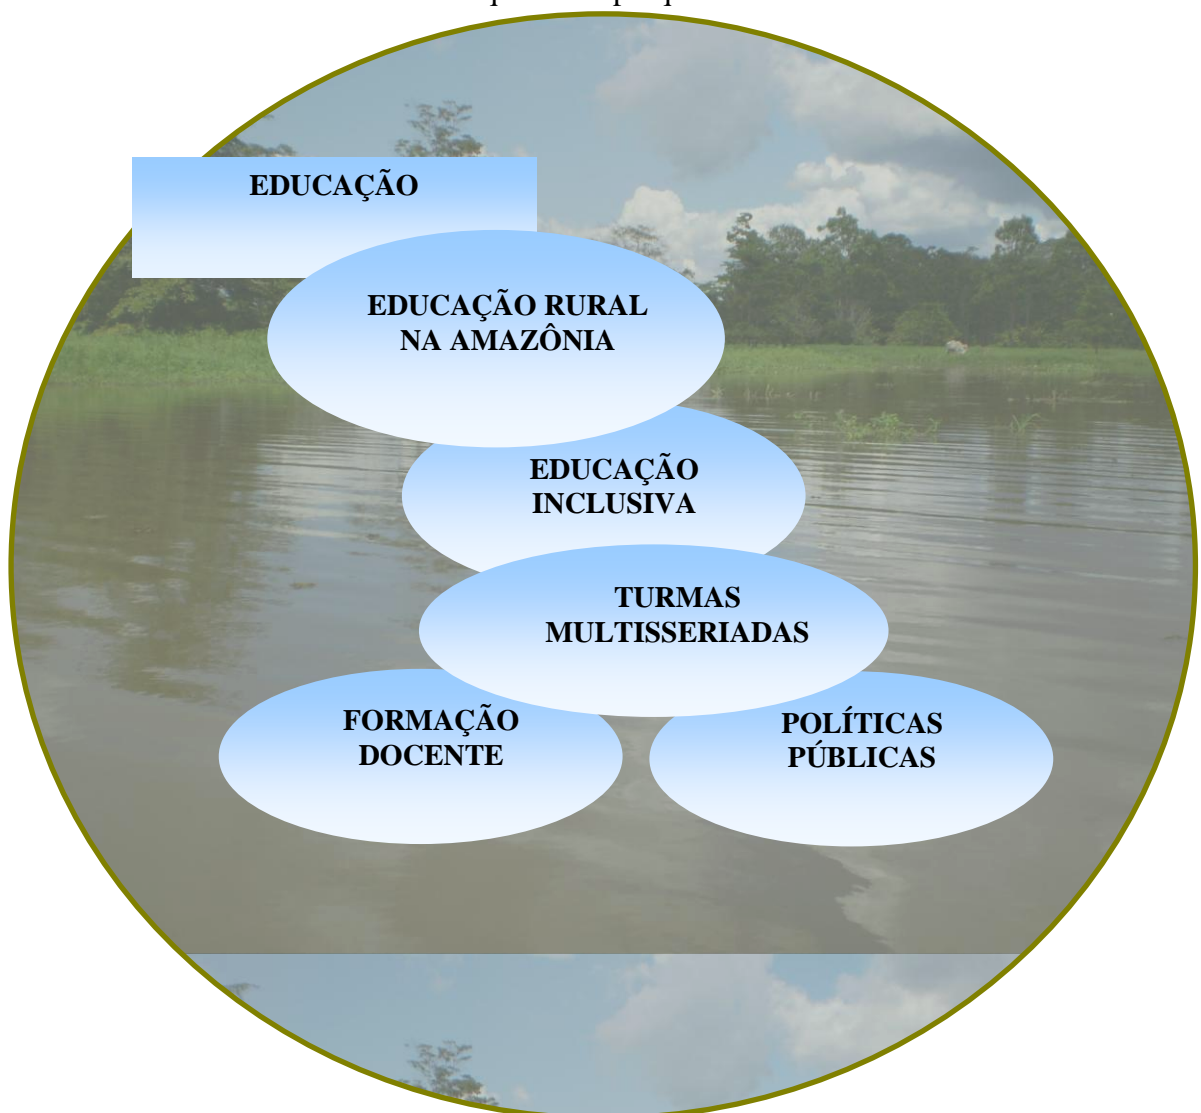 EDUCAÇÃO
EDUCAÇÃO RURAL
NA AMAZÔNIA
EDUCAÇÃO
INCLUSIVA
TURMAS
MULTISSERIADAS
FORMAÇÃO
DOCENTE
POLÍTICAS
PÚBLICAS